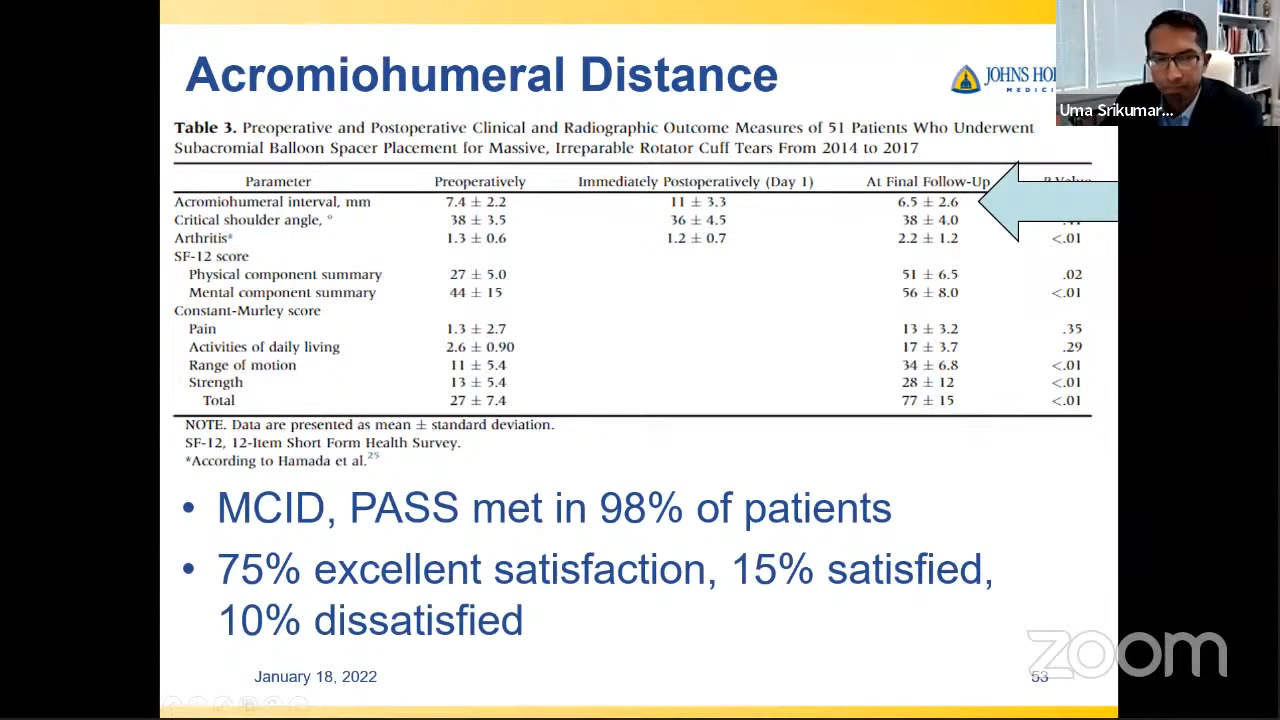 Acromiohumeral Distance
JOHNS HO
MEDICI
Uma Srikumar...
Table 3. Preoperative and Postoperative Clinical and Radiographic Outcome Measures of 51 Patients Who Underwent
Subacromial Balloon Spacer Placement for Massive, Irreparable Rotator Cuff Tears From 2014 to 2017
Parameter Preoperatively Immediately Postoperatively (Day 1) At Final Follow-Up P Value
Acromiohumeral interval, mm 7.4 ± 2.2 11 ± 3.3 6.5 ± 2.6
Critical shoulder angle, ° 38 ± 3.5 36 ± 4.5 38 ± 4.0
Arthritis* 1.3 ± 0.6 1.2 ± 0.7 2.2 ± 1.2 <.01
SF-12 score
Physical component summary 27 ± 5.0 51 ± 6.5 .02
Mental component summary 44 ± 15 56 ± 8.0 <.01
Constant-Murley score
Pain 1.3 ± 2.7 13 ± 3.2 .35
Activities of daily living 2.6 ± 0.90 17 ± 3.7 .29
Range of motion 11 ± 5.4 34 ± 6.8 <.01
Strength 13 ± 5.4 28 ± 12 <.01
Total 27 ± 7.4 77 ± 15 <.01
NOTE. Data are presented as mean ± standard deviation.
SF-12, 12-Item Short Form Health Survey.
*According to Hamada et al.25
• MCID, PASS met in 98% of patients
• 75% excellent satisfaction, 15% satisfied,
10% dissatisfied
January 18, 2022
53
zoom